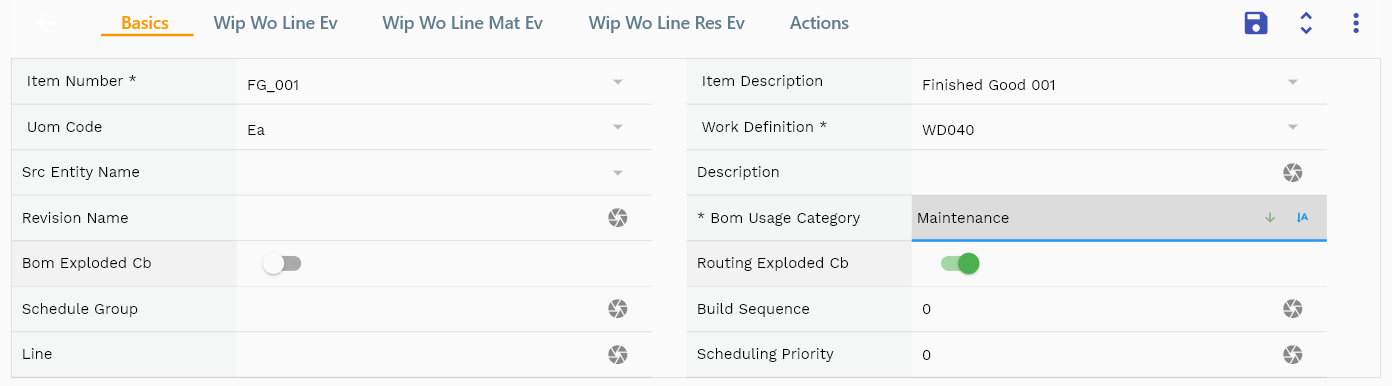 Basics Wip Wo Line Ev Wip Wo Line Mat Ev Wip Wo Line Res Ev Actions
Item Number * FG_001 Item Description Finished Good 001
Uom Code Ea Work Definition * WD040
Src Entity Name Description
Revision Name * Bom Usage Category Maintenance
Bom Exploded Cb Routing Exploded Cb
Schedule Group Build Sequence 0
Line Scheduling Priority 0